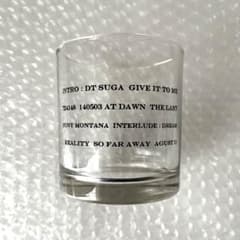 INTRO : DT SUGA GIVE IT TO ME
724148 140503 AT DAWN THE LAST
TONY MONTANA INTERLUDE : DREAM
REALITY SO FAR AWAY AGUST D